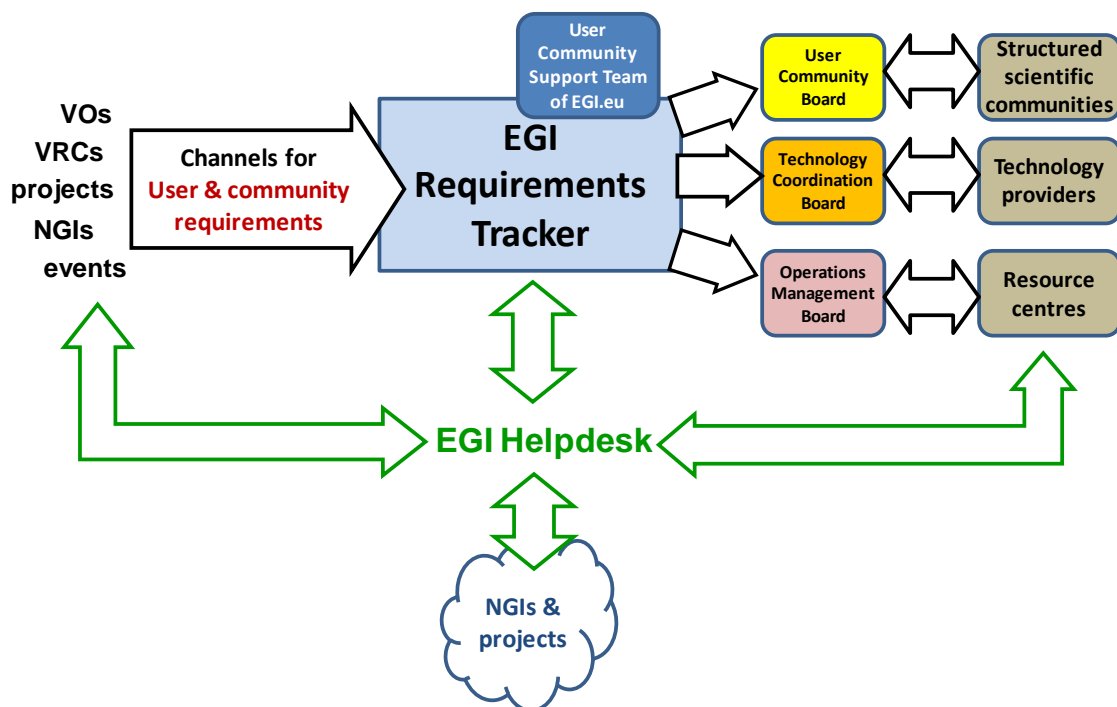 VOs
VRCs
projects
NGIs
events
Channels for
User & community
requirements
User
Community
Support Team
of EGI.eu
EGI
Requirements
Tracker
User
Community
Board
Structured
scientific
communities
Technology
Coordination
Board
Technology
providers
Operations
Management
Board
Resource
centres
EGI Helpdesk
NGIs &
projects